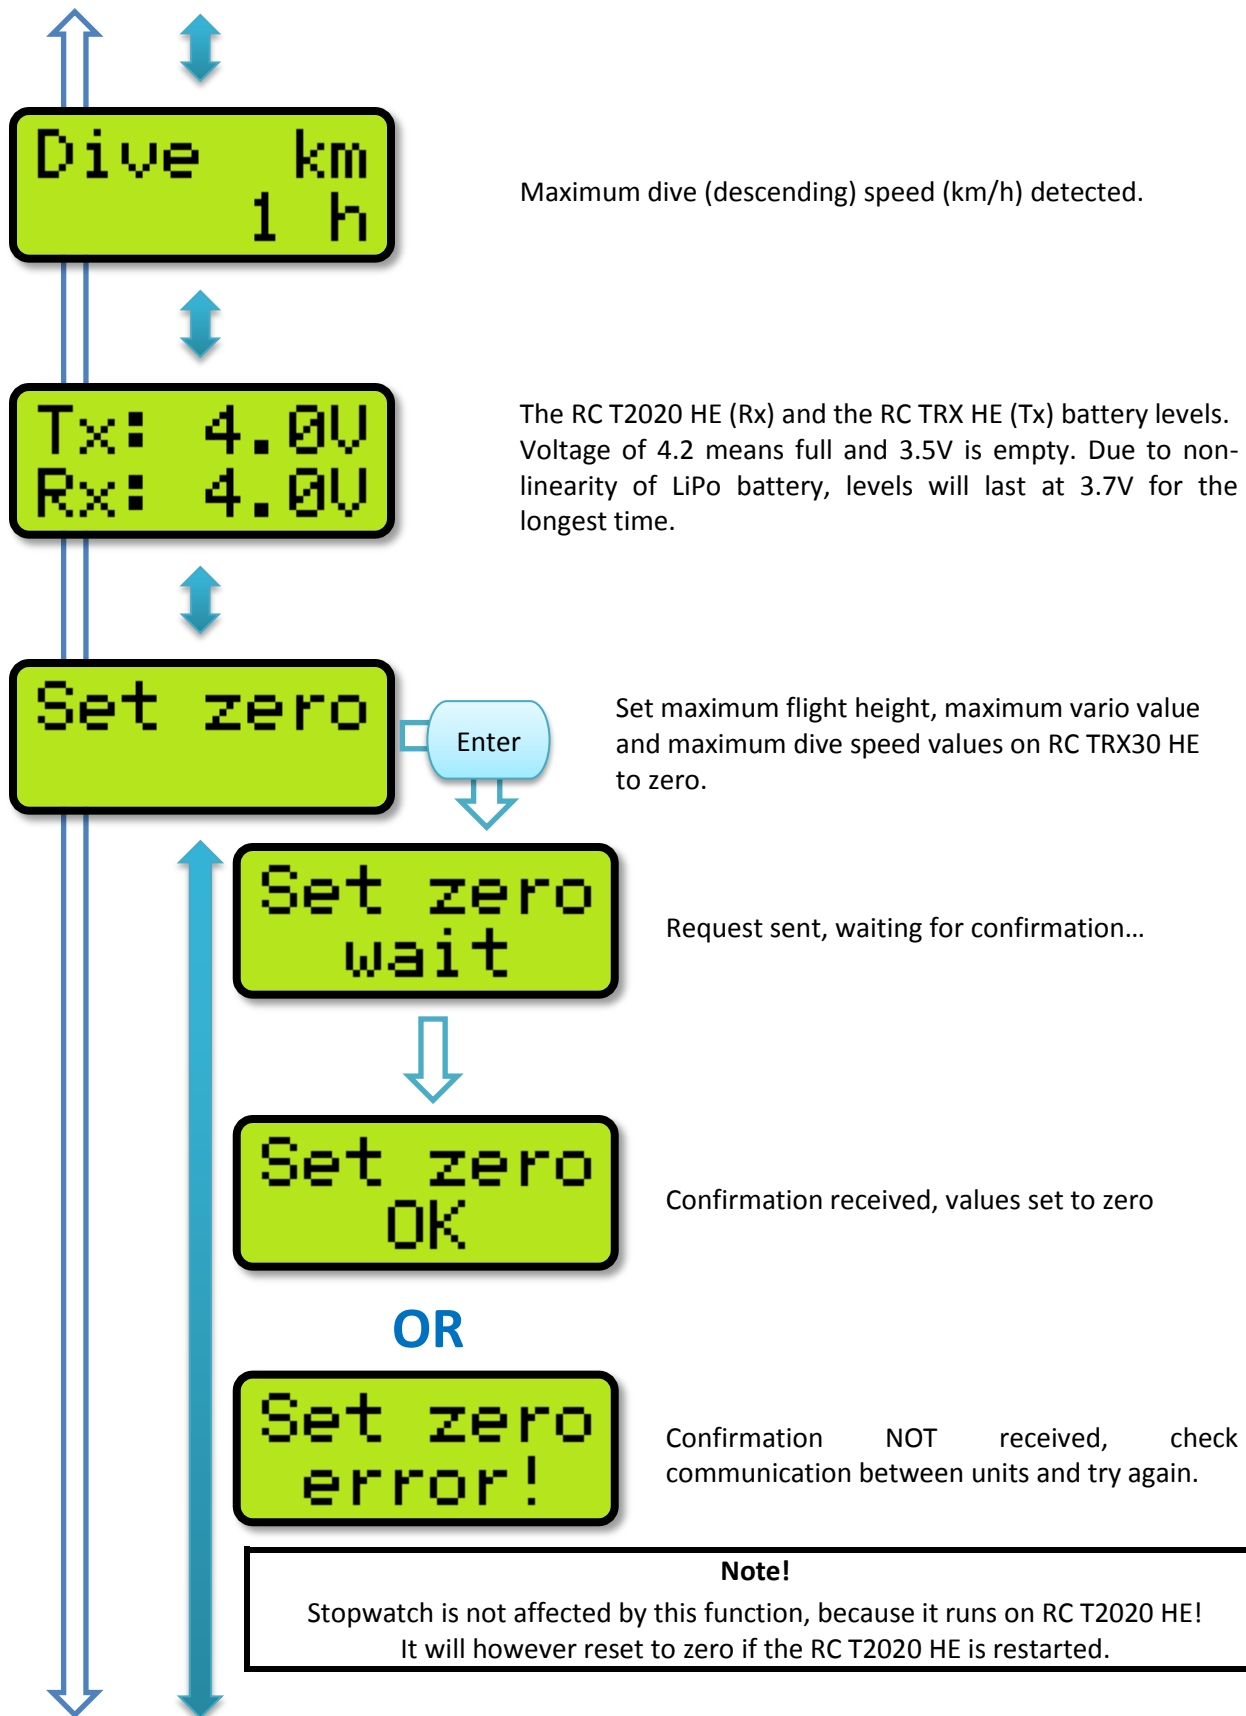 Dive km
1 h
Maximum dive (descending) speed (km/h) detected.
Tx: 4.0V
Rx: 4.0V
The RC T2020 HE (Rx) and the RC TRX HE (Tx) battery levels.
Voltage of 4.2 means full and 3.5V is empty. Due to non-
linearity of LiPo battery, levels will last at 3.7V for the
longest time.
Set zero
Enter
Set maximum flight height, maximum vario value
and maximum dive speed values on RC TRX30 HE
to zero.
Set zero
wait
Request sent, waiting for confirmation…
Set zero
OK
Confirmation received, values set to zero
OR
Set zero
error!
Confirmation NOT received, check
communication between units and try again.
Note!
Stopwatch is not affected by this function, because it runs on RC T2020 HE!
It will however reset to zero if the RC T2020 HE is restarted.